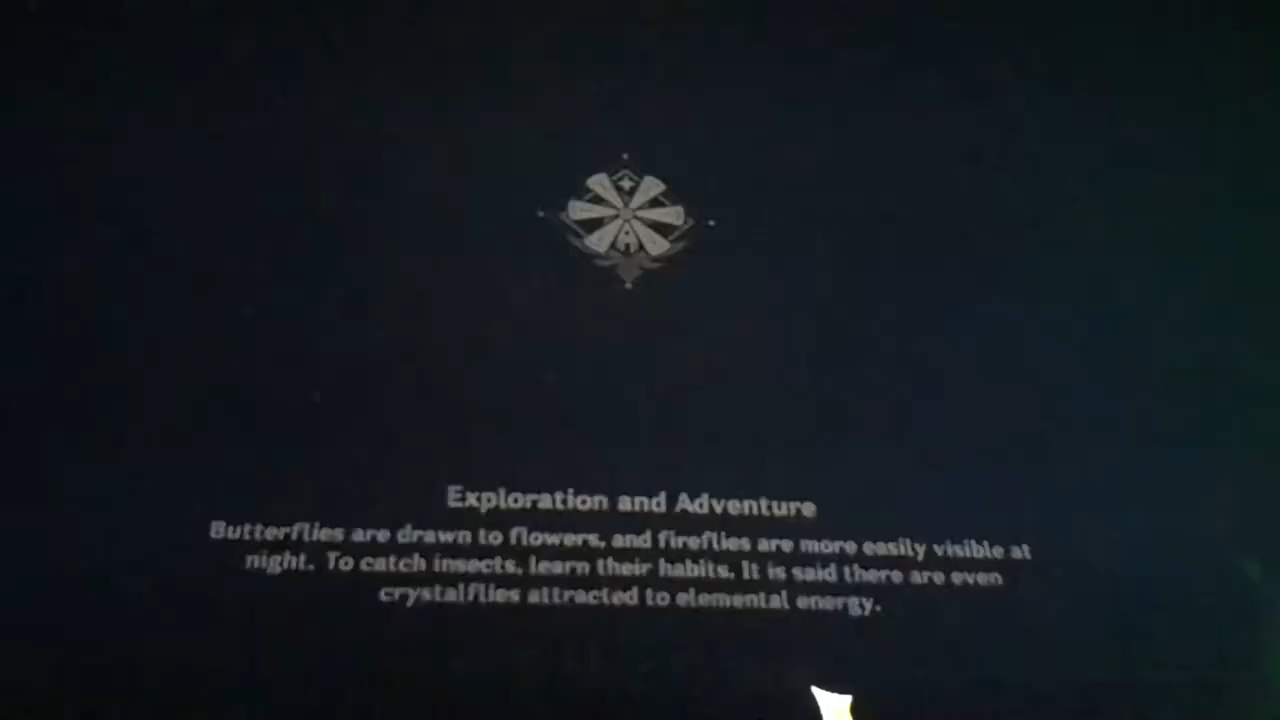 Exploration and Adventure
Butterflies are drawn to flowers, and fireflies are more easily visible at
night. To catch insects, learn their habits. It is said there are even
crystalflies attracted to elemental energy.